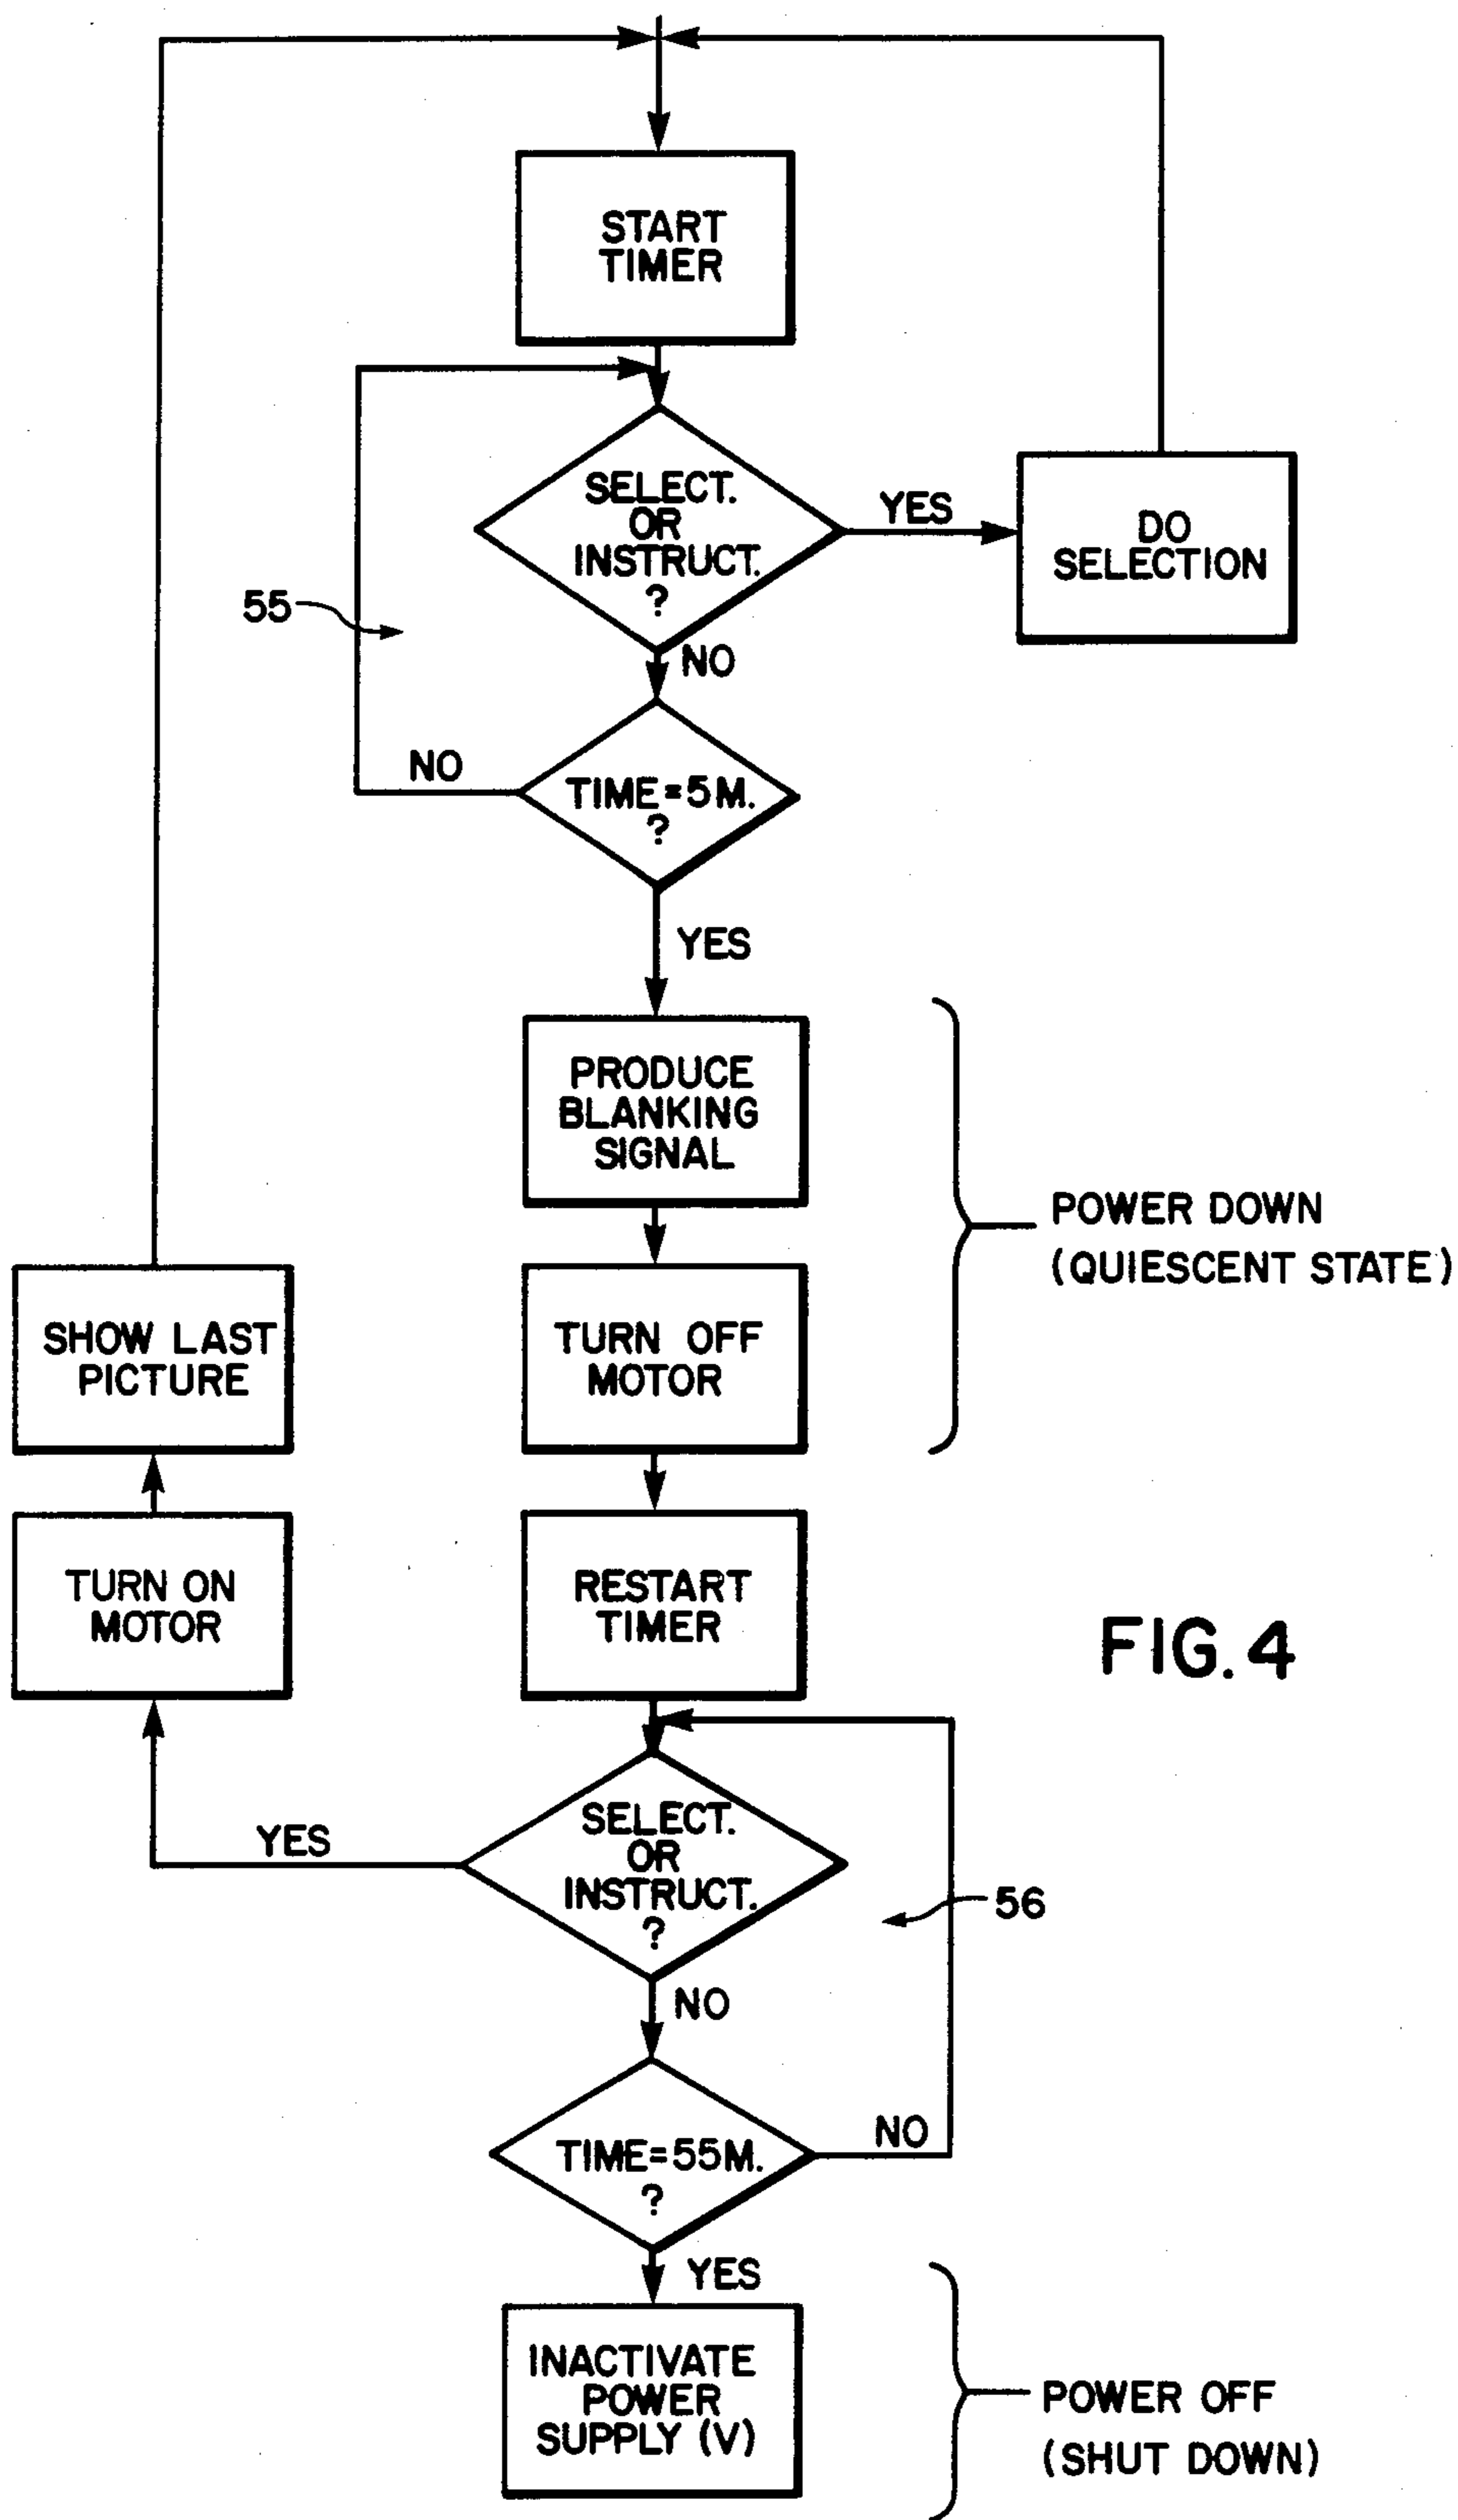 START
TIMER
SELECT.
OR
INSTRUCT.
?
YES
DO
SELECTION
55
NO
NO
TIME=5M.
?
YES
PRODUCE
BLANKING
SIGNAL
POWER DOWN
(QUIESCENT STATE)
SHOW LAST
PICTURE
TURN OFF
MOTOR
TURN ON
MOTOR
RESTART
TIMER
FIG. 4
SELECT.
OR
INSTRUCT.
?
YES
56
NO
NO
TIME=55M.
?
YES
INACTIVATE
POWER
SUPPLY (V)
POWER OFF
(SHUT DOWN)